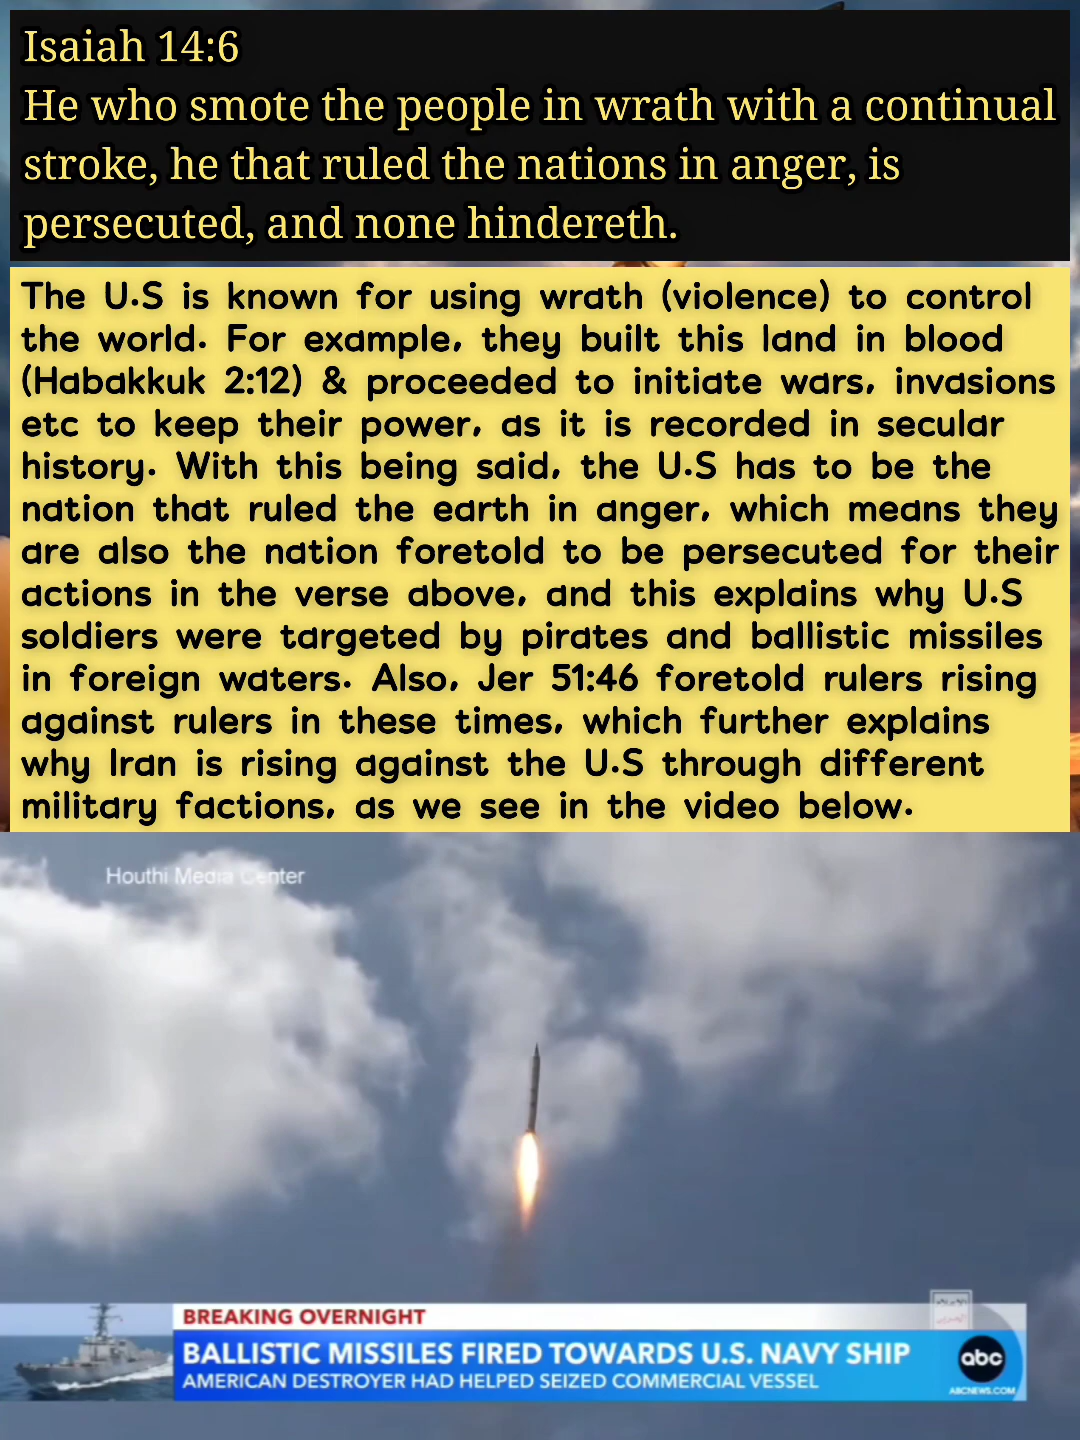 Isaiah 14:6
He who smote the people in wrath with a continual
stroke, he that ruled the nations in anger, is
persecuted, and none hindereth.
The U.S is known for using wrath (violence) to control
the world. For example, they built this land in blood
(Habakkuk 2:12) & proceeded to initiate wars, invasions
etc to keep their power, as it is recorded in secular
history. With this being said, the U.S has to be the
nation that ruled the earth in anger, which means they
are also the nation foretold to be persecuted for their
actions in the verse above, and this explains why U.S
soldiers were targeted by pirates and ballistic missiles
in foreign waters. Also, Jer 51:46 foretold rulers rising
against rulers in these times, which further explains
why Iran is rising against the U.S through different
military factions, as we see in the video below.
Houthi Media Center
BREAKING OVERNIGHT
BALLISTIC MISSILES FIRED TOWARDS U.S. NAVY SHIP
AMERICAN DESTROYER HAD HELPED SEIZED COMMERCIAL VESSEL
abc
ABCNEWS.COM